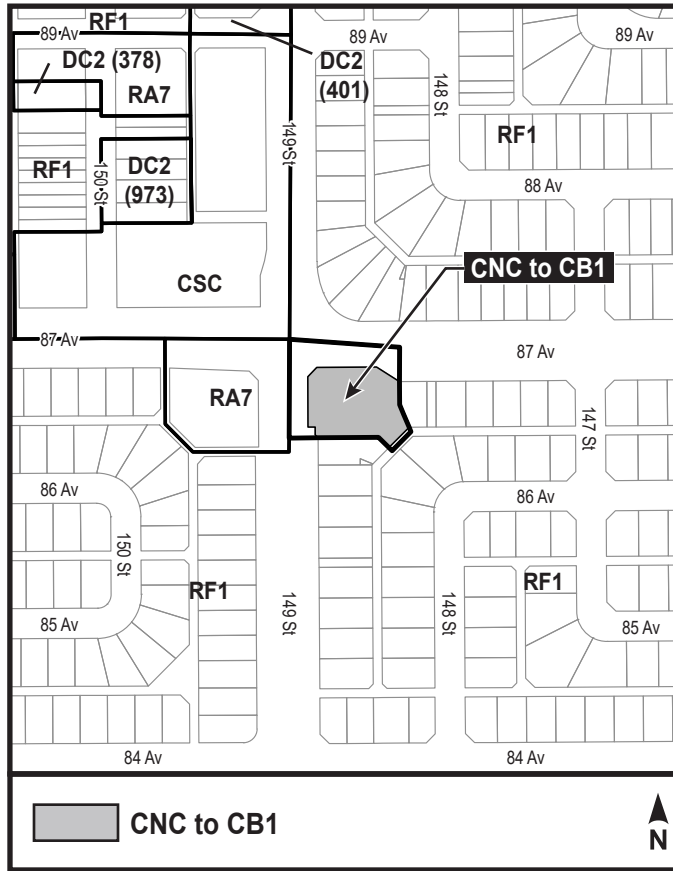 RF1
89 Av
DC2 (378)
RA7
DC2
(401)
89 Av
148 St
89 Av
149 St
RF1
RF1
150 St
DC2
(973)
88 Av
CSC
CNC to CB1
87 Av
87 Av
RA7
147 St
86 Av
86 Av
150 St
RF1
149 St
148 St
RF1
85 Av
85 Av
84 Av
84 Av
CNC to CB1
N